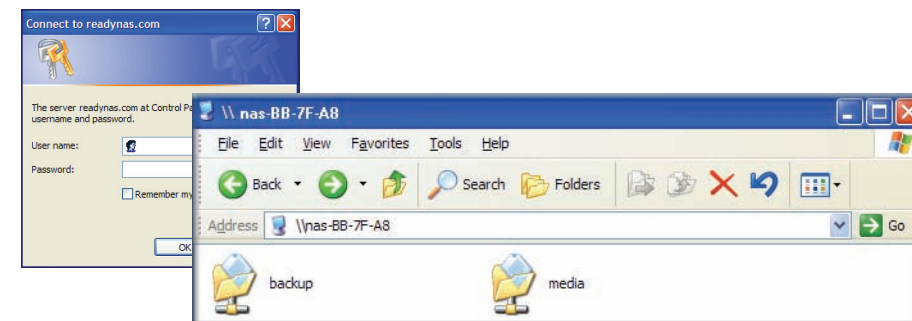 Connect to readynas.com
The server readynas.com at Control
username and password.
User name:
Password:
Remember my
OK
\\ nas-BB-7F-A8
File Edit View Favorites Tools Help
Back Search Folders
Address \\nas-BB-7F-A8 Go
backup media